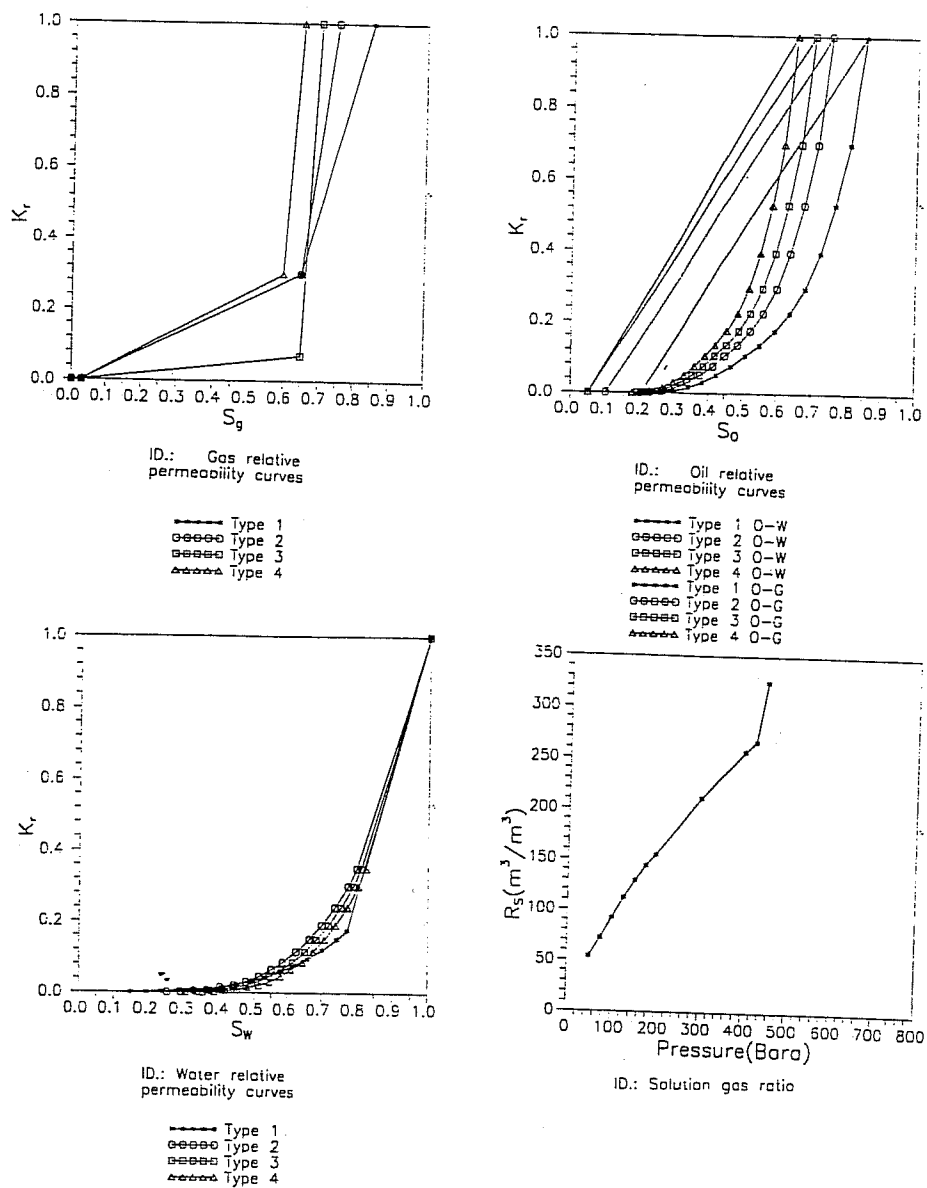 1.0
0.8
0.6
0.4
0.2
0.0
Kr
0.0 0.1 0.2 0.3 0.4 0.5 0.6 0.7 0.8 1.0
Sg
ID.: Gas relative
permeability curves
Type 1
Type 2
Type 3
Type 4
1.0
0.8
0.6
0.4
0.2
0.0
Kr
0.0 0.1 0.2 0.3 0.4 0.5 0.6 0.7 0.8 1.0
So
ID.: Oil relative
permeability curves
Type 1 O-W
Type 2 O-W
Type 3 O-W
Type 4 O-W
Type 1 O-G
Type 2 O-G
Type 3 O-G
Type 4 O-G
1.0
0.8
0.6
0.4
0.2
0.0
Kr
0.0 0.1 0.2 0.3 0.4 0.5 0.6 0.7 0.8 1.0
Sw
ID.: Water relative
permeability curves
Type 1
Type 2
Type 3
Type 4
350
300
250
200
150
100
50
0
Rs(m³/m³)
0 100 200 300 400 500 600 700 800
Pressure(Bara)
ID.: Solution gas ratio